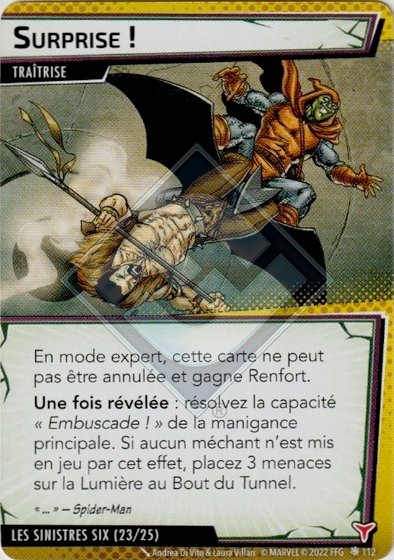 SURPRISE !
TRAÎTRISE
En mode expert, cette carte ne peut
pas être annulée et gagne Renfort.
Une fois révélée : résolvez la capacité
« Embuscade ! » de la manigance
principale. Si aucun méchant n'est mis
en jeu par cet effet, placez 3 menaces
sur la Lumière au Bout du Tunnel.
« ... » – Spider-Man
LES SINISTRES SIX (23/25)
Andrea Di Vito & Laura Villari © MARVEL © 2022 FFG 112